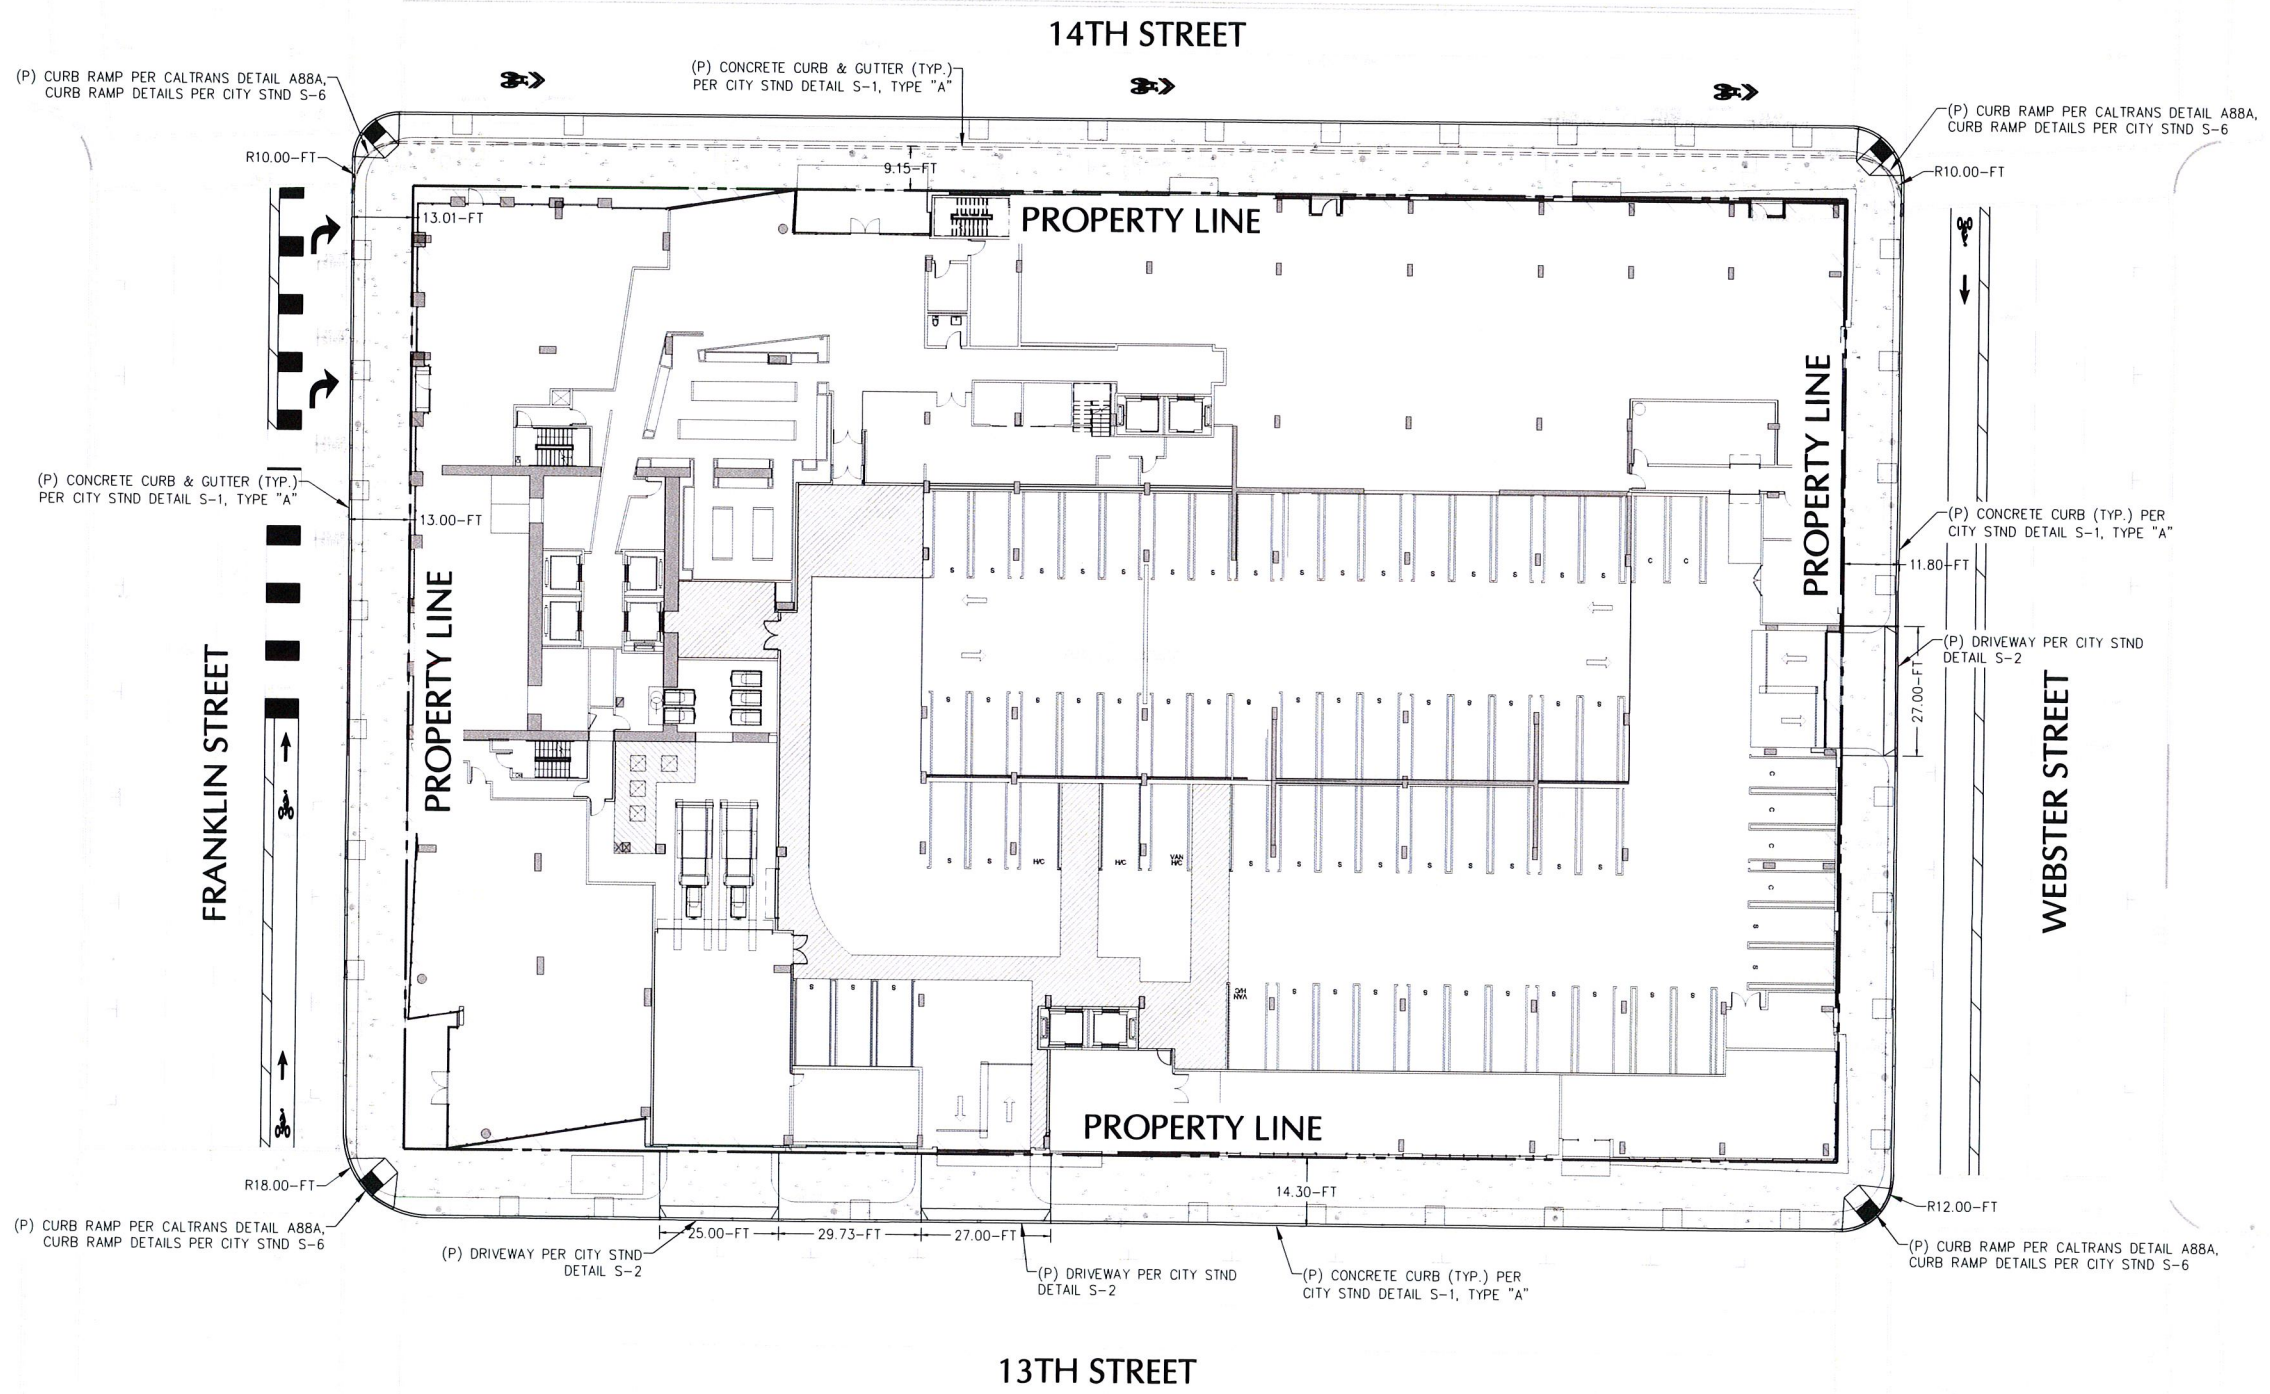 14TH STREET
(P) CURB RAMP PER CALTRANS DETAIL A88A,
CURB RAMP DETAILS PER CITY STND S-6
(P) CONCRETE CURB & GUTTER (TYP.)
PER CITY STND DETAIL S-1, TYPE "A"
(P) CURB RAMP PER CALTRANS DETAIL A88A,
CURB RAMP DETAILS PER CITY STND S-6
R10.00-FT
9.15-FT
R10.00-FT
13.01-FT
PROPERTY LINE
PROPERTY LINE
(P) CONCRETE CURB & GUTTER (TYP.)
PER CITY STND DETAIL S-1, TYPE "A"
13.00-FT
(P) CONCRETE CURB (TYP.) PER
CITY STND DETAIL S-1, TYPE "A"
11.80-FT
S S S S S S S S S S S S S S S S C C
PROPERTY LINE
FRANKLIN STREET
(P) DRIVEWAY PER CITY STND
DETAIL S-2
27.00-FT
WEBSTER STREET
S S S S S S S S S S S S S S S S S
C
C
C
C
S
S
S S H/C H/C VAN
H/C
S S S S S S S S S S
S S S
VAN
H/C
S S S S S S S S S S S
PROPERTY LINE
R18.00-FT
14.30-FT
R12.00-FT
(P) CURB RAMP PER CALTRANS DETAIL A88A,
CURB RAMP DETAILS PER CITY STND S-6
25.00-FT
29.73-FT
27.00-FT
(P) DRIVEWAY PER CITY STND
DETAIL S-2
(P) DRIVEWAY PER CITY STND
DETAIL S-2
(P) CONCRETE CURB (TYP.) PER
CITY STND DETAIL S-1, TYPE "A"
(P) CURB RAMP PER CALTRANS DETAIL A88A,
CURB RAMP DETAILS PER CITY STND S-6
13TH STREET